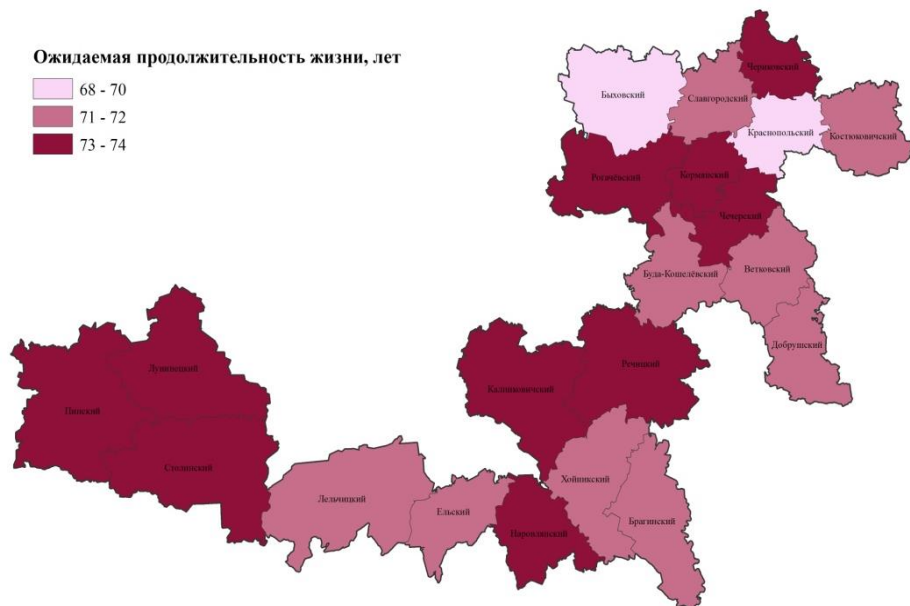 Ожидаемая продолжительность жизни, лет
68 - 70
71 - 72
73 - 74
Чериковский
Быховский
Славгородский
Краснопольский
Костюковичский
Рогачёвский
Кормянский
Чечерский
Буда-Кошелёвский
Ветковский
Добрушский
Лунинецкий
Речицкий
Калинковичский
Пинский
Столинский
Хойникский
Лельчицкий
Ельский
Наровлянский
Брагинский